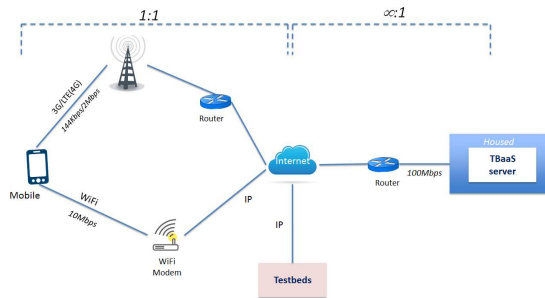 1:1
∞:1
3G/LTE(4G)
144Kbps/2Mbps
Router
Internet
Housed
TBaaS
server
Router
100Mbps
Mobile
WiFi
10Mbps
IP
IP
WiFi
Modem
Testbeds